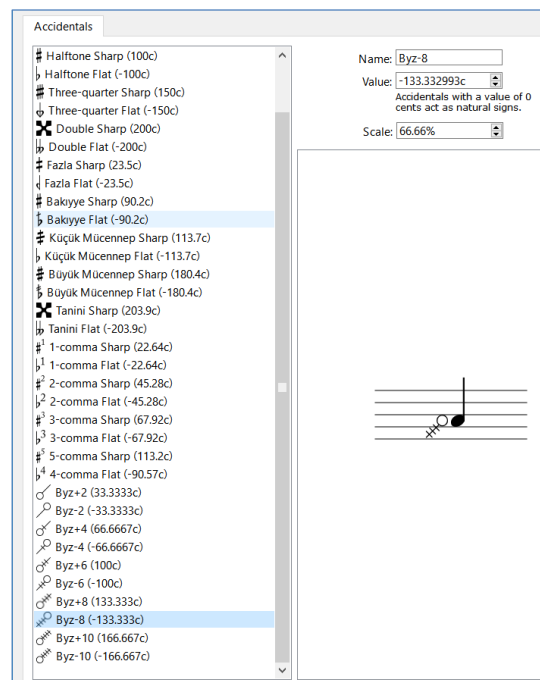 Accidentals
Halftone Sharp (100c)
Halftone Flat (-100c)
Three-quarter Sharp (150c)
Three-quarter Flat (-150c)
Double Sharp (200c)
Double Flat (-200c)
Fazla Sharp (23.5c)
Fazla Flat (-23.5c)
Bakıyye Sharp (90.2c)
Bakıyye Flat (-90.2c)
Küçük Mücennep Sharp (113.7c)
Küçük Mücennep Flat (-113.7c)
Büyük Mücennep Sharp (180.4c)
Büyük Mücennep Flat (-180.4c)
Tanini Sharp (203.9c)
Tanini Flat (-203.9c)
1 1-comma Sharp (22.64c)
1 1-comma Flat (-22.64c)
2 2-comma Sharp (45.28c)
2 2-comma Flat (-45.28c)
3 3-comma Sharp (67.92c)
3 3-comma Flat (-67.92c)
5 5-comma Sharp (113.2c)
4 4-comma Flat (-90.57c)
Byz+2 (33.3333c)
Byz-2 (-33.3333c)
Byz+4 (66.6667c)
Byz-4 (-66.6667c)
Byz+6 (100c)
Byz-6 (-100c)
Byz+8 (133.333c)
Byz-8 (-133.333c)
Byz+10 (166.667c)
Byz-10 (-166.667c)
Name: Byz-8
Value: -133.332993c
Accidentals with a value of 0
cents act as natural signs.
Scale: 66.66%